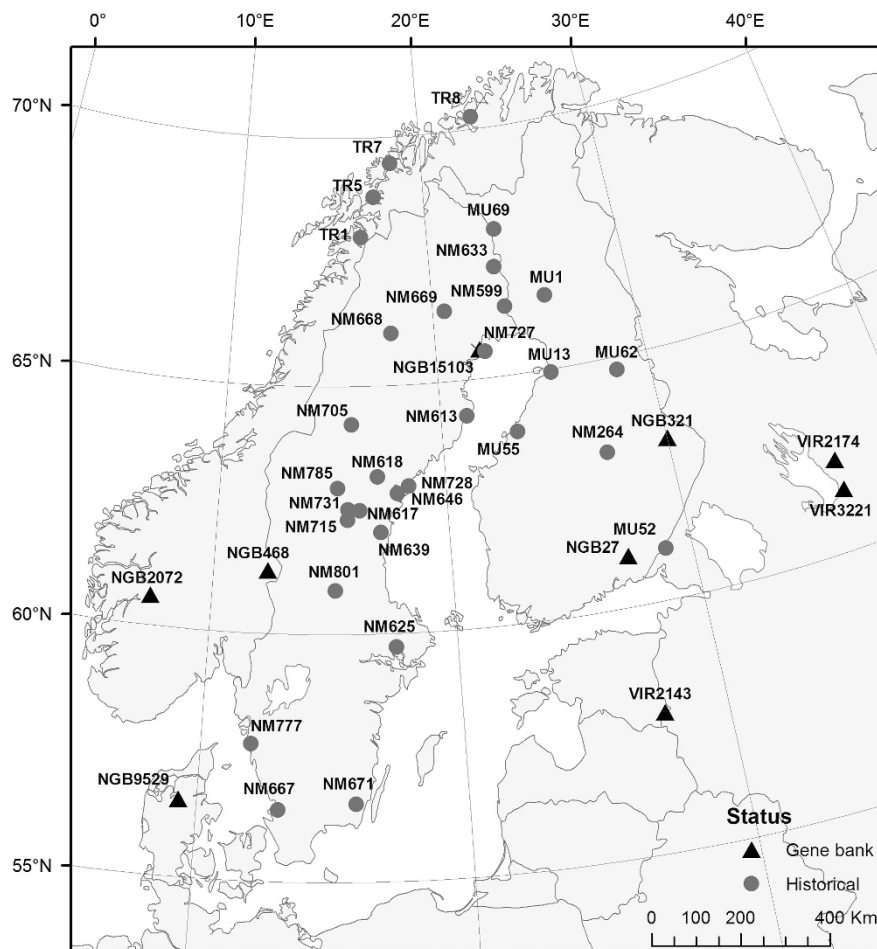 0° 10°E 20°E 30°E 40°E
70°N
TR8
TR7
TR5
MU69
TR1
NM633
MU1
NM669 NM599
NM668
NM727
65°N
NGB15103
MU13 MU62
NM705 NM613
NGB321
MU55
NM264
VIR2174
NM785 NM618
NM728
NM646
VIR3221
NM731
NM617
NM715
MU52
NGB27
NM639
NGB468
NGB2072
NM801
60°N
NM625
VIR2143
NM777
NGB9529
NM667 NM671
Status
Gene bank
55°N
Historical
0 100 200 400 Km